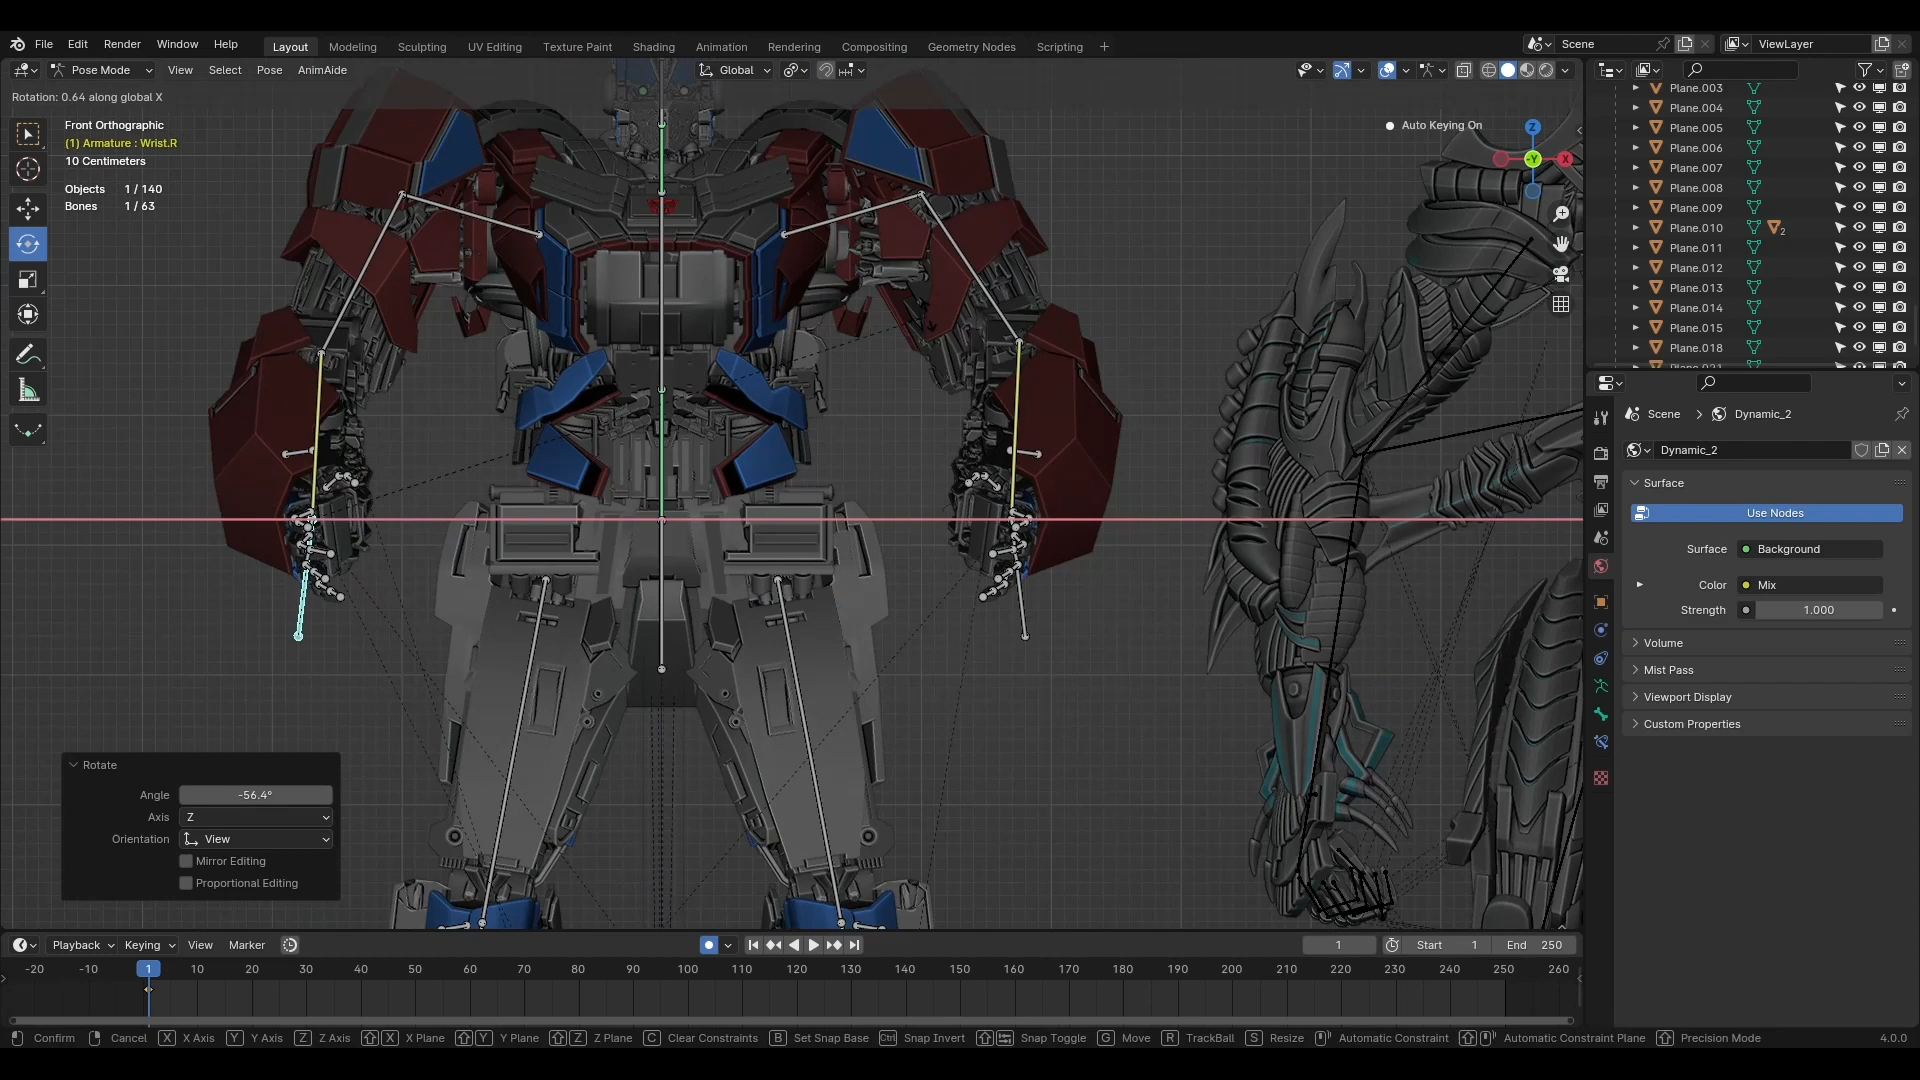 File Edit Render Window Help Layout Modeling Sculpting UV Editing Texture Paint Shading Animation Rendering Compositing Geometry Nodes Scripting + Scene ViewLayer
Pose Mode View Select Pose AnimAide Global
Rotation: 0.64 along global X
Front Orthographic
(1) Armature : Wrist.R
10 Centimeters
Objects 1 / 140
Bones 1 / 63
Auto Keying On
Z
-Y X
Plane.003
Plane.004
Plane.005
Plane.006
Plane.007
Plane.008
Plane.009
Plane.010 2
Plane.011
Plane.012
Plane.013
Plane.014
Plane.015
Plane.018
Scene > Dynamic_2
Dynamic_2
Surface
Use Nodes
Surface Background
Color Mix
Strength 1.000
Volume
Mist Pass
Viewport Display
Custom Properties
Rotate
Angle -56.4°
Axis Z
Orientation View
Mirror Editing
Proportional Editing
Playback Keying View Marker 1 Start 1 End 250
-20 -10 1 10 20 30 40 50 60 70 80 90 100 110 120 130 140 150 160 170 180 190 200 210 220 230 240 250 260
Confirm Cancel X X Axis Y Y Axis Z Z Axis X X Plane Y Y Plane Z Z Plane C Clear Constraints B Set Snap Base Ctrl Snap Invert Snap Toggle G Move R TrackBall S Resize Automatic Constraint Automatic Constraint Plane Precision Mode 4.0.0